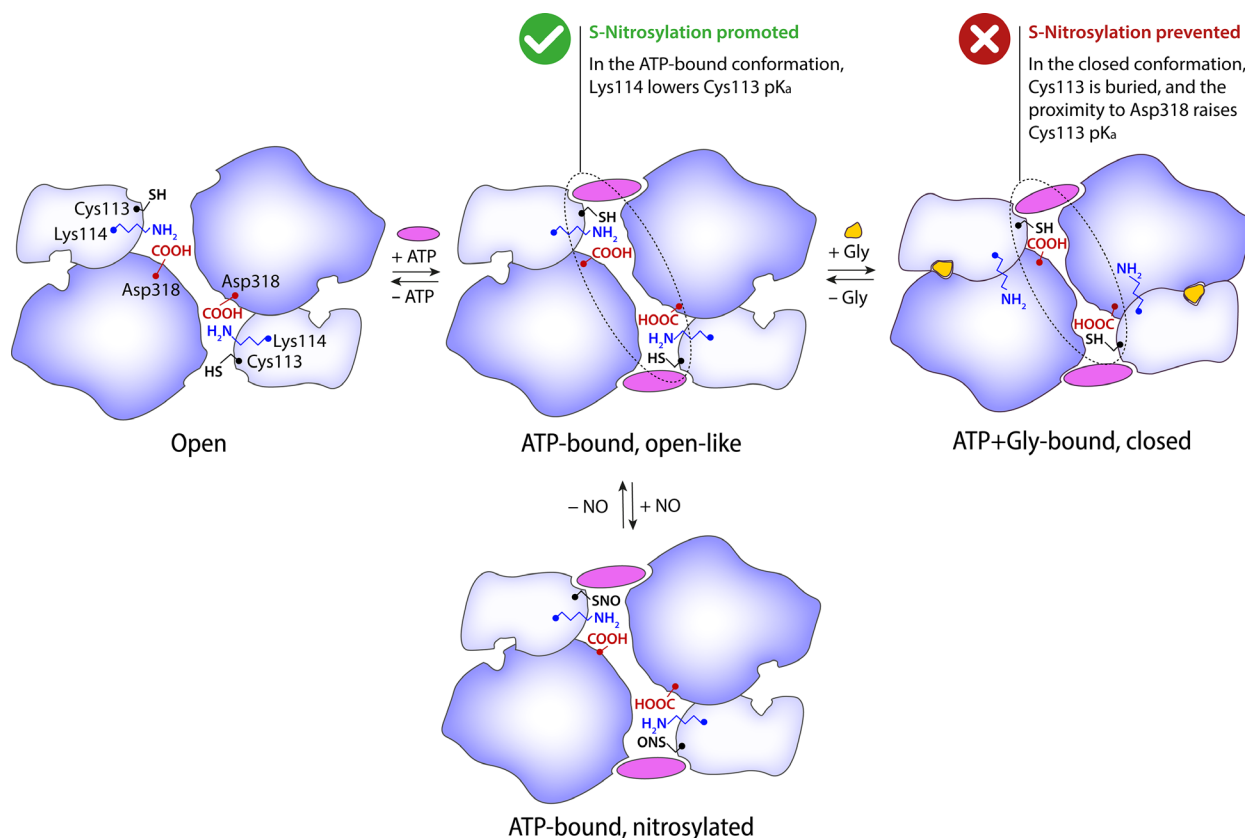 S-Nitrosylation promoted
In the ATP-bound conformation,
Lys114 lowers Cys113 pKa
S-Nitrosylation prevented
In the closed conformation,
Cys113 is buried, and the
proximity to Asp318 raises
Cys113 pKa
SH
Cys113
Lys114
NH2
COOH
Asp318
Asp318
COOH
H2N
Lys114
Cys113
HS
Open
+ ATP
− ATP
SH
NH2
COOH
HOOC
H2N
HS
ATP-bound, open-like
+ Gly
− Gly
SH
COOH
NH2
NH2
HOOC
SH
ATP+Gly-bound, closed
− NO
+ NO
SNO
NH2
COOH
HOOC
H2N
ONS
ATP-bound, nitrosylated